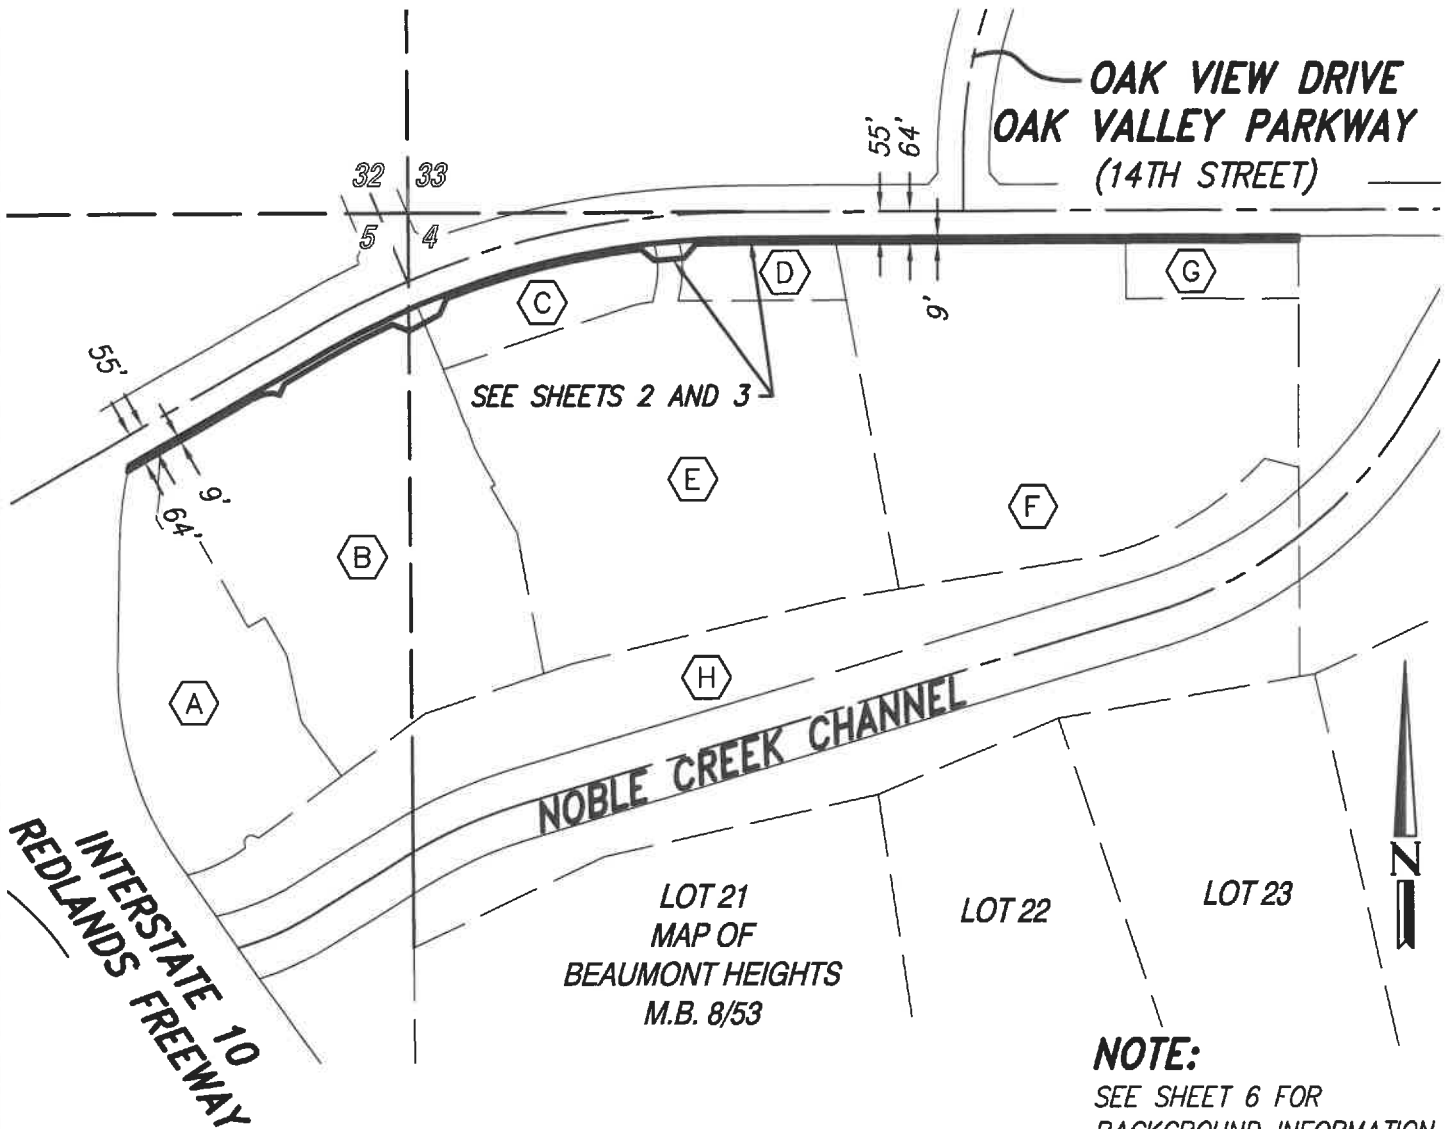 OAK VIEW DRIVE
OAK VALLEY PARKWAY
(14TH STREET)
55'
64'
32
33
5
4
9'
D
G
C
55'
SEE SHEETS 2 AND 3
E
9'
64'
F
B
H
A
NOBLE CREEK CHANNEL
INTERSTATE 10
REDLANDS FREEWAY
N
LOT 21
MAP OF
BEAUMONT HEIGHTS
M.B. 8/53
LOT 22
LOT 23
NOTE:
SEE SHEET 6 FOR
BACKGROUND INFORMATION